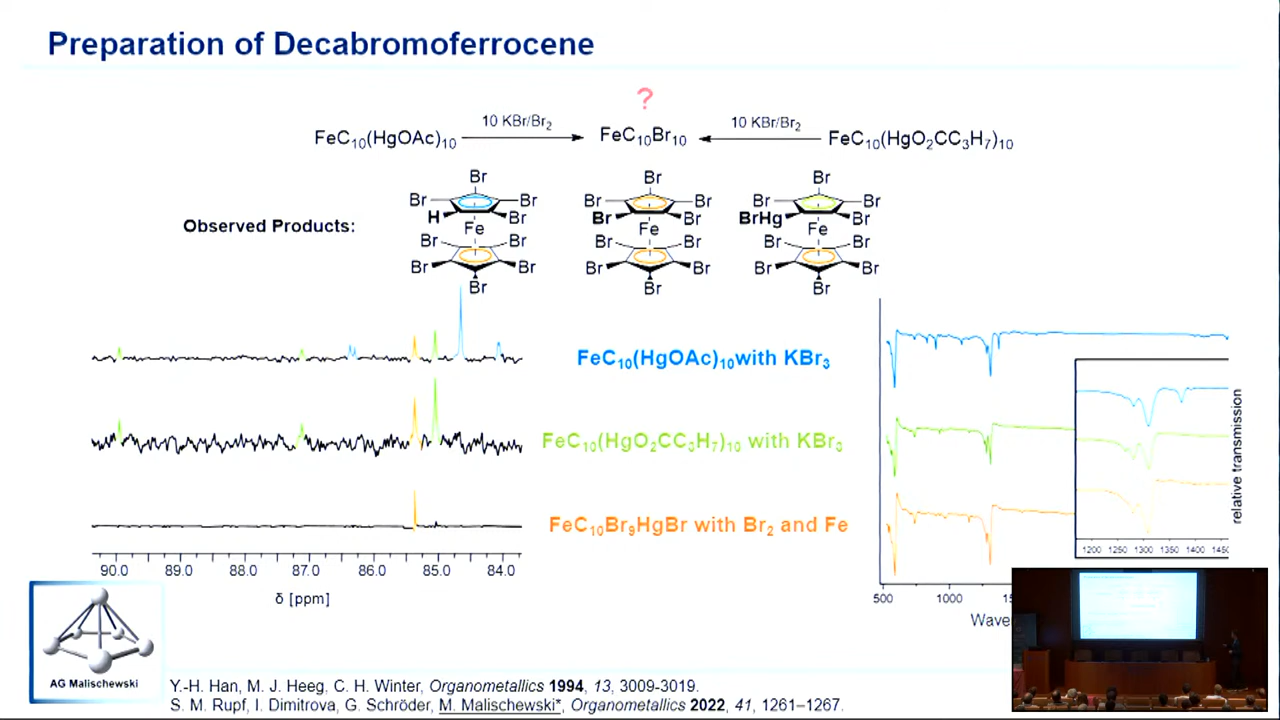 Preparation of Decabromoferrocene
?
FeC10(HgOAc)10 10 KBr/Br2 FeC10Br10 10 KBr/Br2 FeC10(HgO2CC3H7)10
Observed Products:
Br Br Br H Br Fe Br Br Br Br Br
Br Br Br Br Br Fe Br Br Br Br Br
Br Br Br BrHg Br Fe Br Br Br Br Br
FeC10(HgOAc)10with KBr3
FeC10(HgO2CC3H7)10 with KBr3
FeC10Br9HgBr with Br2 and Fe
90.0 89.0 88.0 87.0 86.0 85.0 84.0
δ [ppm]
relative transmission
1200 1250 1300 1350 1400 1450
500 1000
Wave
AG Malischewski
Y.-H. Han, M. J. Heeg, C. H. Winter, Organometallics 1994, 13, 3009-3019.
S. M. Rupf, I. Dimitrova, G. Schröder, M. Malischewski*, Organometallics 2022, 41, 1261–1267.